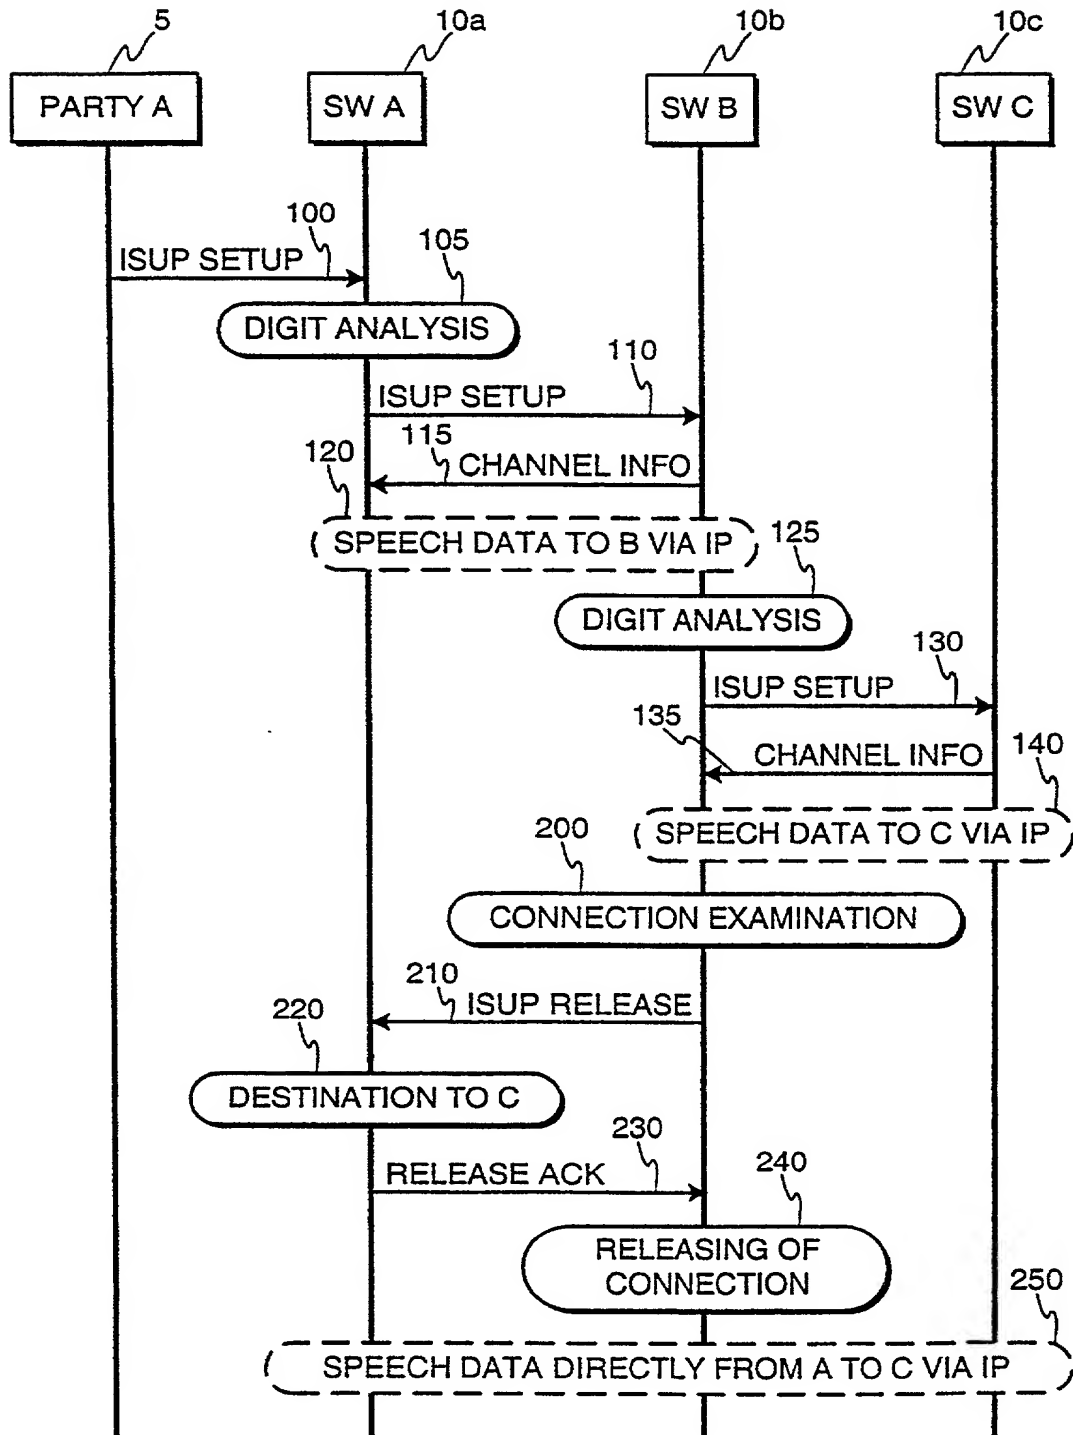 5
10a
10b
10c
PARTY A
SW A
SW B
SW C
100
ISUP SETUP
105
DIGIT ANALYSIS
110
ISUP SETUP
115
CHANNEL INFO
120
SPEECH DATA TO B VIA IP
125
DIGIT ANALYSIS
130
ISUP SETUP
135
CHANNEL INFO
140
SPEECH DATA TO C VIA IP
200
CONNECTION EXAMINATION
210
ISUP RELEASE
220
DESTINATION TO C
230
RELEASE ACK
240
RELEASING OF
CONNECTION
250
SPEECH DATA DIRECTLY FROM A TO C VIA IP